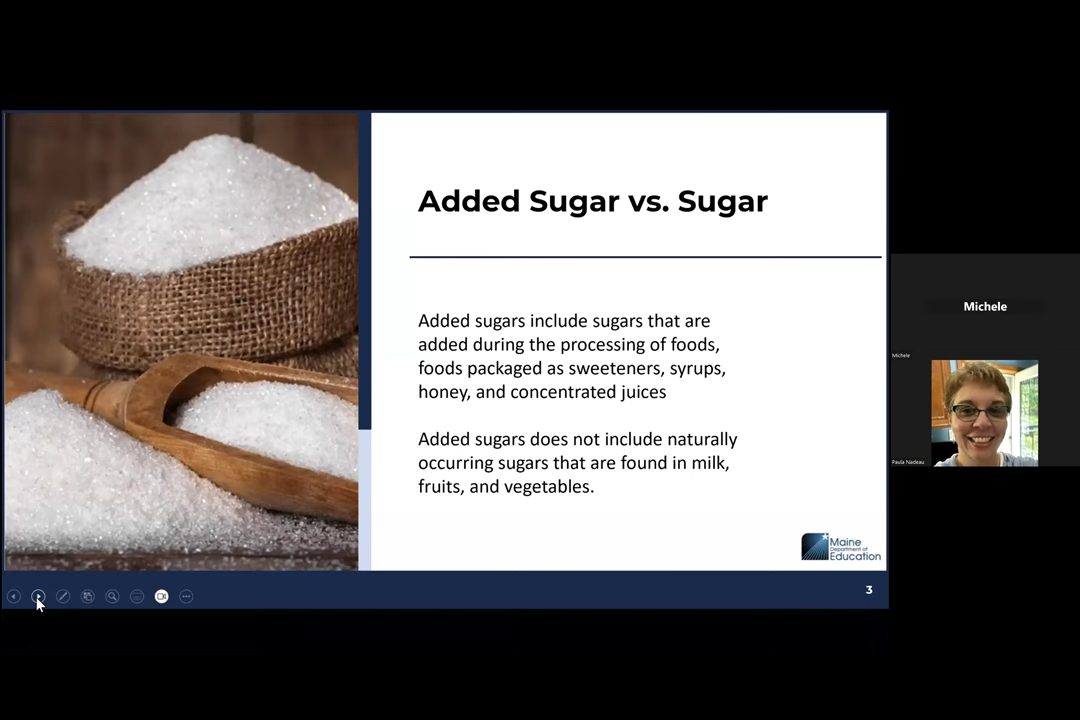 Added Sugar vs. Sugar
Added sugars include sugars that are
added during the processing of foods,
foods packaged as sweeteners, syrups,
honey, and concentrated juices
Added sugars does not include naturally
occurring sugars that are found in milk,
fruits, and vegetables.
Maine
Department of
Education
3
Michele
Michele
Paula Nadeau